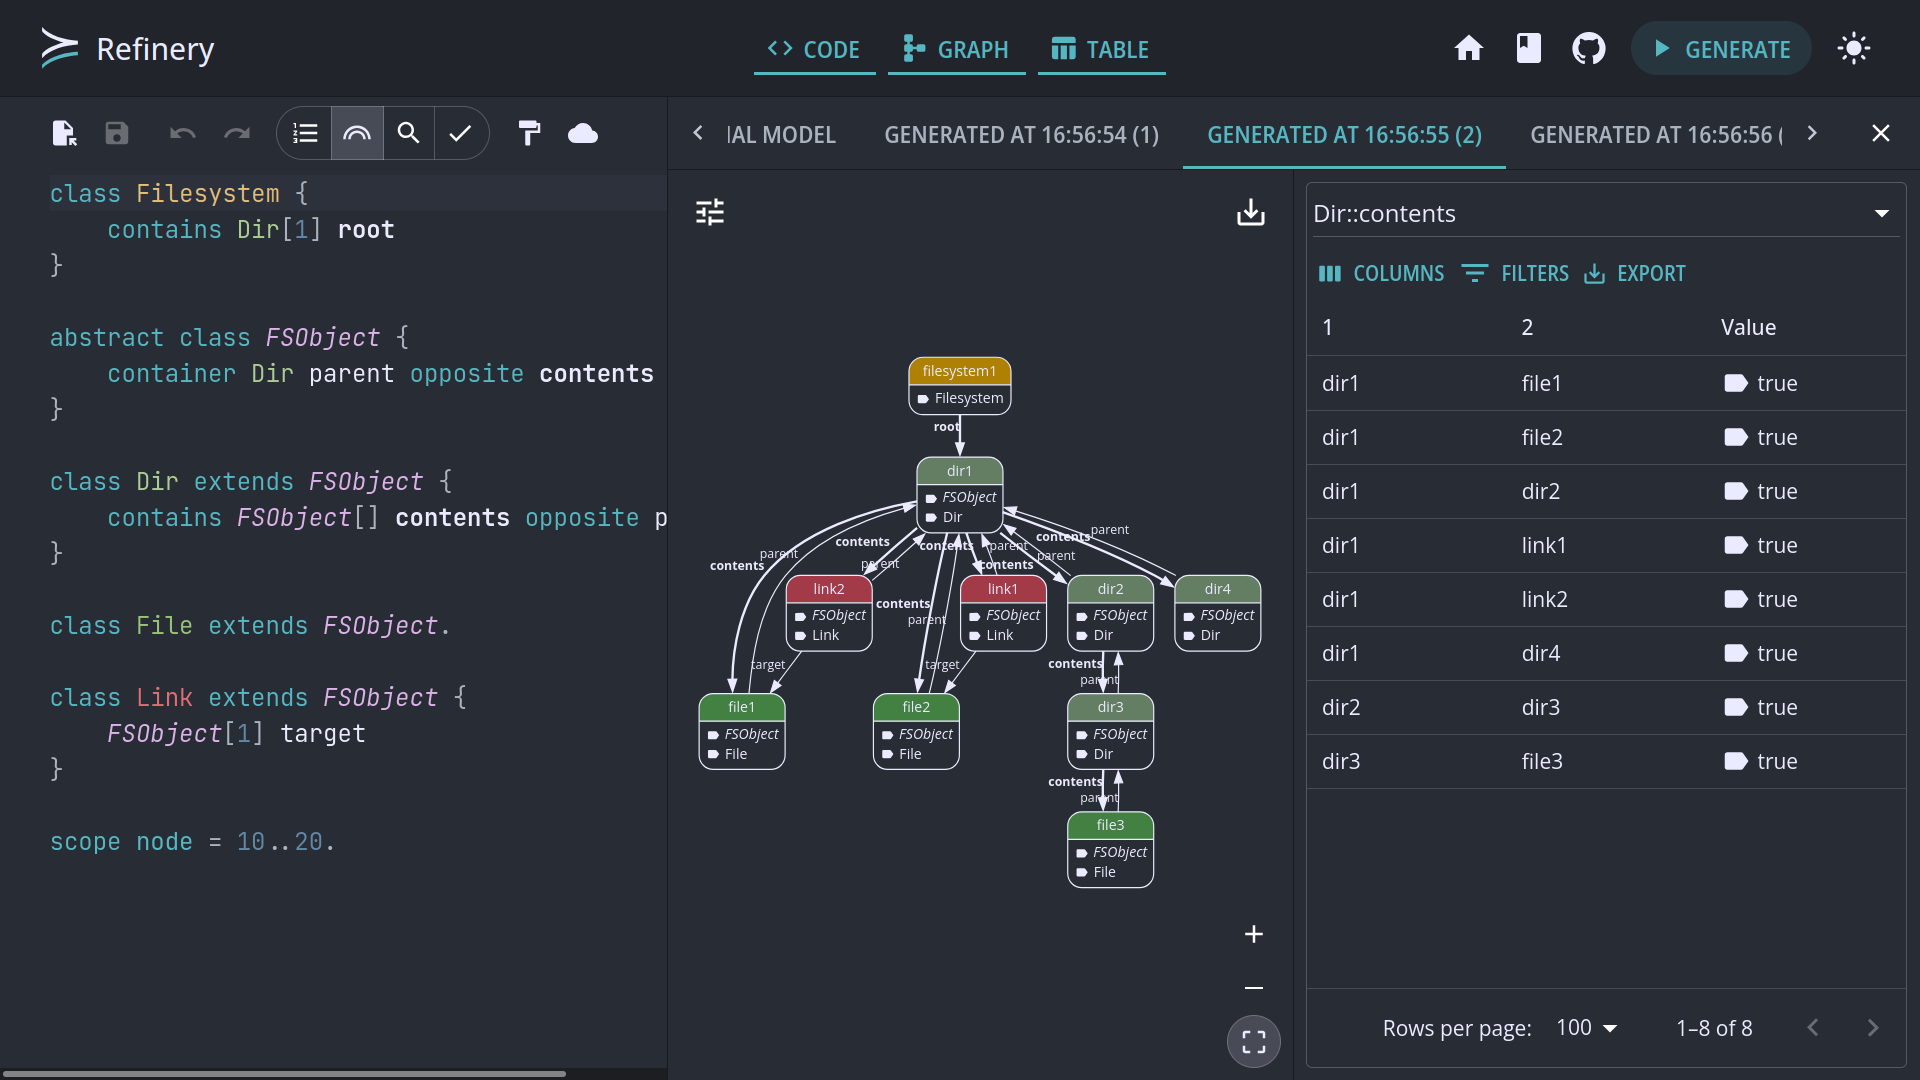 Refinery
CODE
GRAPH
TABLE
GENERATE
class Filesystem {
contains Dir[1] root
}
abstract class FSObject {
container Dir parent opposite contents
}
class Dir extends FSObject {
contains FSObject[] contents opposite p
}
class File extends FSObject.
class Link extends FSObject {
FSObject[1] target
}
scope node = 10..20.
IAL MODEL
GENERATED AT 16:56:54 (1)
GENERATED AT 16:56:55 (2)
GENERATED AT 16:56:56 (
filesystem1
Filesystem
root
dir1
FSObject
Dir
contents
parent
contents
parent
contents
parent
contents
parent
contents
parent
contents
parent
link2
FSObject
Link
link1
FSObject
Link
dir2
FSObject
Dir
dir4
FSObject
Dir
target
target
contents
parent
file1
FSObject
File
file2
FSObject
File
dir3
FSObject
Dir
contents
parent
file3
FSObject
File
Dir::contents
COLUMNS
FILTERS
EXPORT
1 2 Value
dir1 file1 true
dir1 file2 true
dir1 dir2 true
dir1 link1 true
dir1 link2 true
dir1 dir4 true
dir2 dir3 true
dir3 file3 true
Rows per page: 100 1–8 of 8